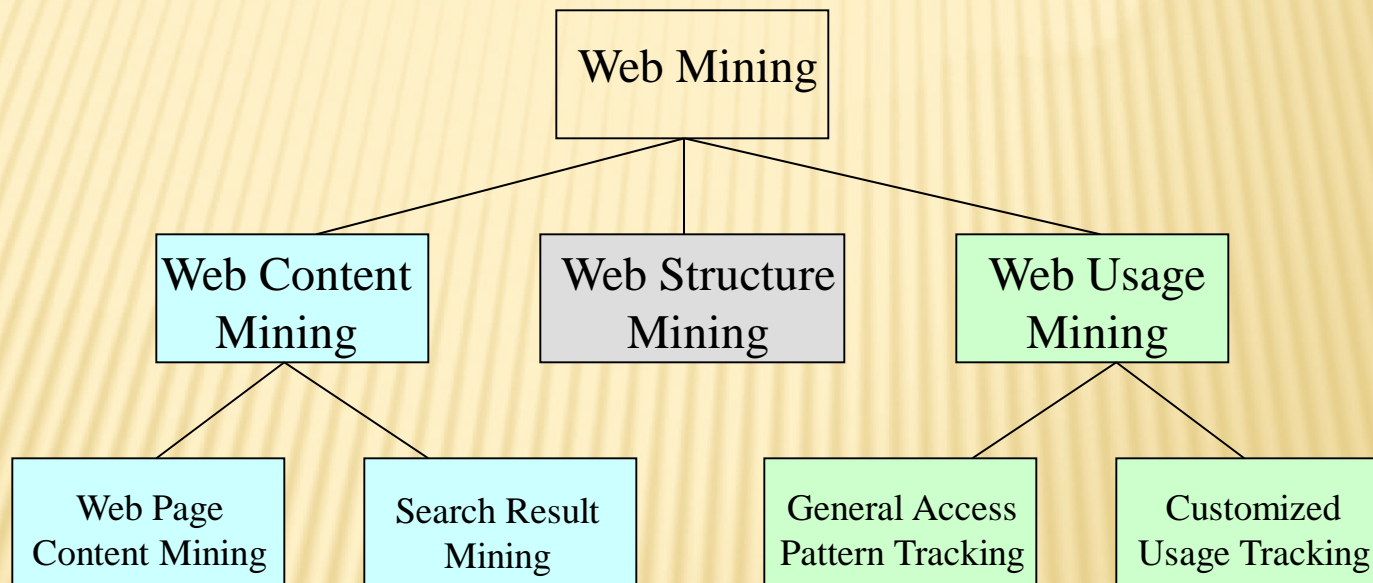 Web Mining
Web Content
Mining
Web Structure
Mining
Web Usage
Mining
Web Page
Content Mining
Search Result
Mining
General Access
Pattern Tracking
Customized
Usage Tracking